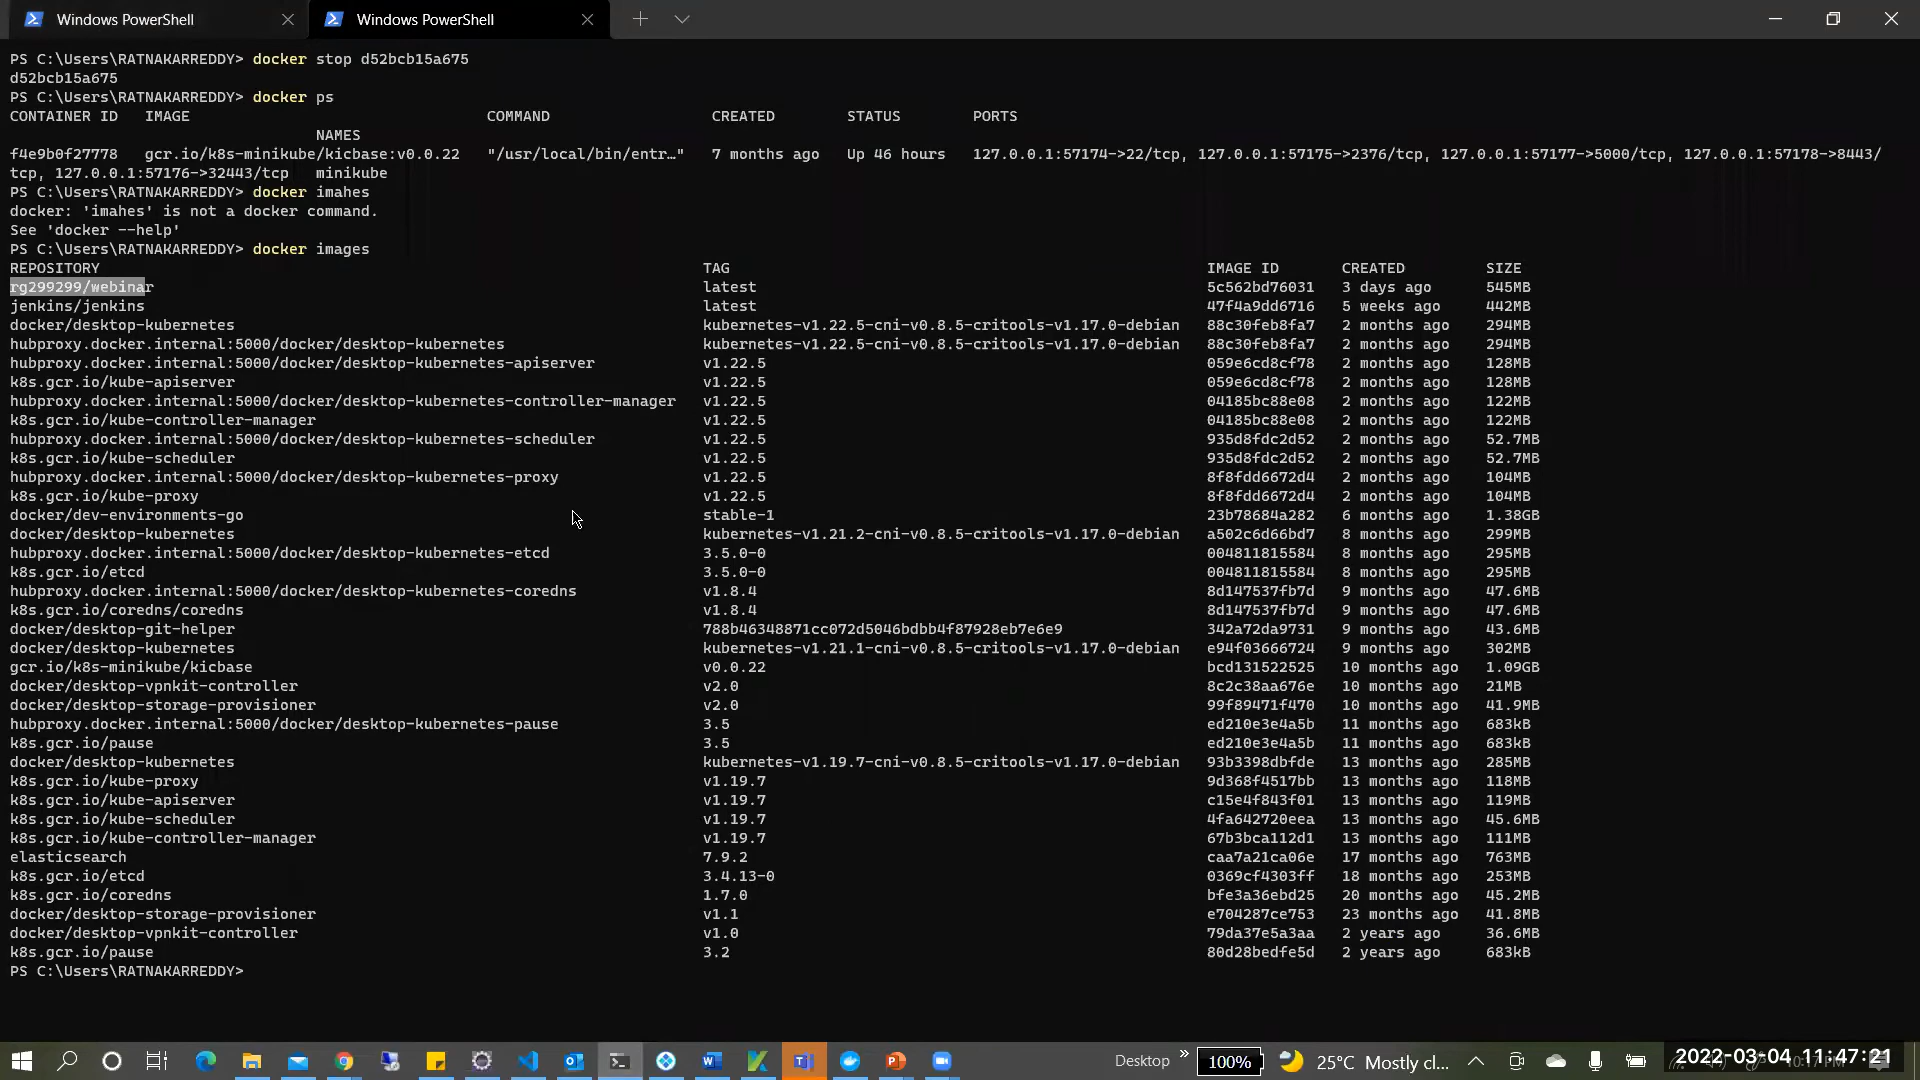 Windows PowerShell
Windows PowerShell
PS C:\Users\RATNAKARREDDY> docker stop d52bcb15a675
d52bcb15a675
PS C:\Users\RATNAKARREDDY> docker ps
CONTAINER ID IMAGE COMMAND CREATED STATUS PORTS
NAMES
f4e9b0f27778 gcr.io/k8s-minikube/kicbase:v0.0.22 "/usr/local/bin/entr…" 7 months ago Up 46 hours 127.0.0.1:57174->22/tcp, 127.0.0.1:57175->2376/tcp, 127.0.0.1:57177->5000/tcp, 127.0.0.1:57178->8443/
tcp, 127.0.0.1:57176->32443/tcp minikube
PS C:\Users\RATNAKARREDDY> docker imahes
docker: 'imahes' is not a docker command.
See 'docker --help'
PS C:\Users\RATNAKARREDDY> docker images
REPOSITORY TAG IMAGE ID CREATED SIZE
rg299299/webinar latest 5c562bd76031 3 days ago 545MB
jenkins/jenkins latest 47f4a9dd6716 5 weeks ago 442MB
docker/desktop-kubernetes kubernetes-v1.22.5-cni-v0.8.5-critools-v1.17.0-debian 88c30feb8fa7 2 months ago 294MB
hubproxy.docker.internal:5000/docker/desktop-kubernetes kubernetes-v1.22.5-cni-v0.8.5-critools-v1.17.0-debian 88c30feb8fa7 2 months ago 294MB
hubproxy.docker.internal:5000/docker/desktop-kubernetes-apiserver v1.22.5 059e6cd8cf78 2 months ago 128MB
k8s.gcr.io/kube-apiserver v1.22.5 059e6cd8cf78 2 months ago 128MB
hubproxy.docker.internal:5000/docker/desktop-kubernetes-controller-manager v1.22.5 04185bc88e08 2 months ago 122MB
k8s.gcr.io/kube-controller-manager v1.22.5 04185bc88e08 2 months ago 122MB
hubproxy.docker.internal:5000/docker/desktop-kubernetes-scheduler v1.22.5 935d8fdc2d52 2 months ago 52.7MB
k8s.gcr.io/kube-scheduler v1.22.5 935d8fdc2d52 2 months ago 52.7MB
hubproxy.docker.internal:5000/docker/desktop-kubernetes-proxy v1.22.5 8f8fdd6672d4 2 months ago 104MB
k8s.gcr.io/kube-proxy v1.22.5 8f8fdd6672d4 2 months ago 104MB
docker/dev-environments-go stable-1 23b78684a282 6 months ago 1.38GB
docker/desktop-kubernetes kubernetes-v1.21.2-cni-v0.8.5-critools-v1.17.0-debian a502c6d66bd7 8 months ago 299MB
hubproxy.docker.internal:5000/docker/desktop-kubernetes-etcd 3.5.0-0 004811815584 8 months ago 295MB
k8s.gcr.io/etcd 3.5.0-0 004811815584 8 months ago 295MB
hubproxy.docker.internal:5000/docker/desktop-kubernetes-coredns v1.8.4 8d147537fb7d 9 months ago 47.6MB
k8s.gcr.io/coredns/coredns v1.8.4 8d147537fb7d 9 months ago 47.6MB
docker/desktop-git-helper 788b46348871cc072d5046bdbb4f87928eb7e6e9 342a72da9731 9 months ago 43.6MB
docker/desktop-kubernetes kubernetes-v1.21.1-cni-v0.8.5-critools-v1.17.0-debian e94f03666724 9 months ago 302MB
gcr.io/k8s-minikube/kicbase v0.0.22 bcd131522525 10 months ago 1.09GB
docker/desktop-vpnkit-controller v2.0 8c2c38aa676e 10 months ago 21MB
docker/desktop-storage-provisioner v2.0 99f89471f470 10 months ago 41.9MB
hubproxy.docker.internal:5000/docker/desktop-kubernetes-pause 3.5 ed210e3e4a5b 11 months ago 683kB
k8s.gcr.io/pause 3.5 ed210e3e4a5b 11 months ago 683kB
docker/desktop-kubernetes kubernetes-v1.19.7-cni-v0.8.5-critools-v1.17.0-debian 93b3398dbfde 13 months ago 285MB
k8s.gcr.io/kube-proxy v1.19.7 9d368f4517bb 13 months ago 118MB
k8s.gcr.io/kube-apiserver v1.19.7 c15e4f843f01 13 months ago 119MB
k8s.gcr.io/kube-scheduler v1.19.7 4fa642720eea 13 months ago 45.6MB
k8s.gcr.io/kube-controller-manager v1.19.7 67b3bca112d1 13 months ago 111MB
elasticsearch 7.9.2 caa7a21ca06e 17 months ago 763MB
k8s.gcr.io/etcd 3.4.13-0 0369cf4303ff 18 months ago 253MB
k8s.gcr.io/coredns 1.7.0 bfe3a36ebd25 20 months ago 45.2MB
docker/desktop-storage-provisioner v1.1 e704287ce753 23 months ago 41.8MB
docker/desktop-vpnkit-controller v1.0 79da37e5a3aa 2 years ago 36.6MB
k8s.gcr.io/pause 3.2 80d28bedfe5d 2 years ago 683kB
PS C:\Users\RATNAKARREDDY>
Desktop » 100% 25°C Mostly cl... 2022-03-04 11:47:21
10:17 PM